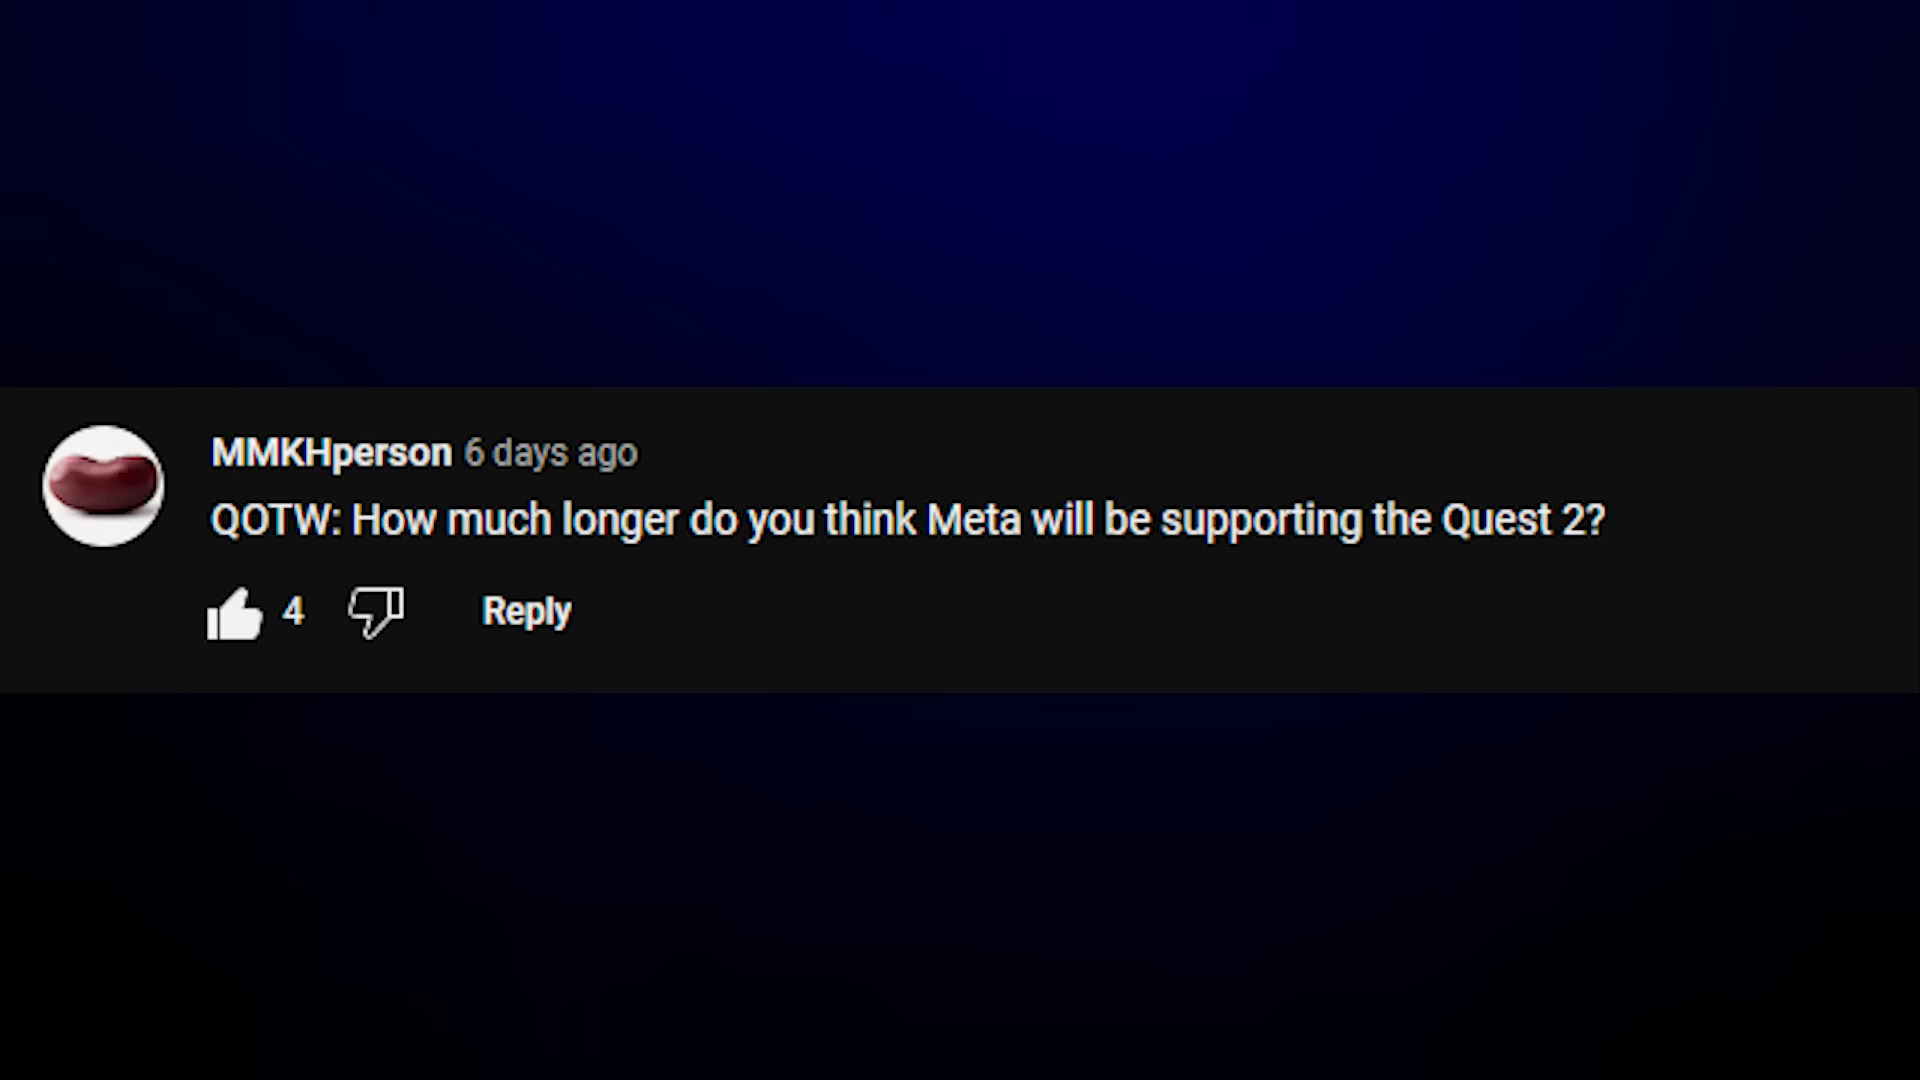 MMKHperson 6 days ago
QOTW: How much longer do you think Meta will be supporting the Quest 2?
4 Reply